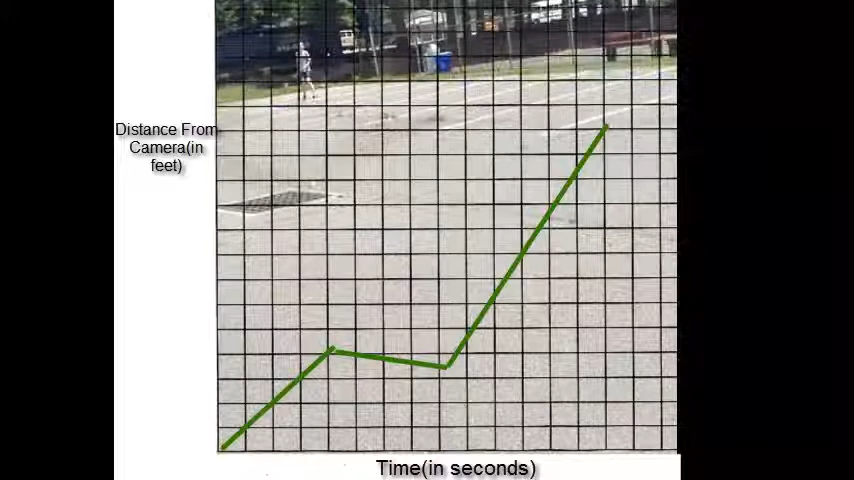 Distance From
Camera(in
feet)
Time(in seconds)